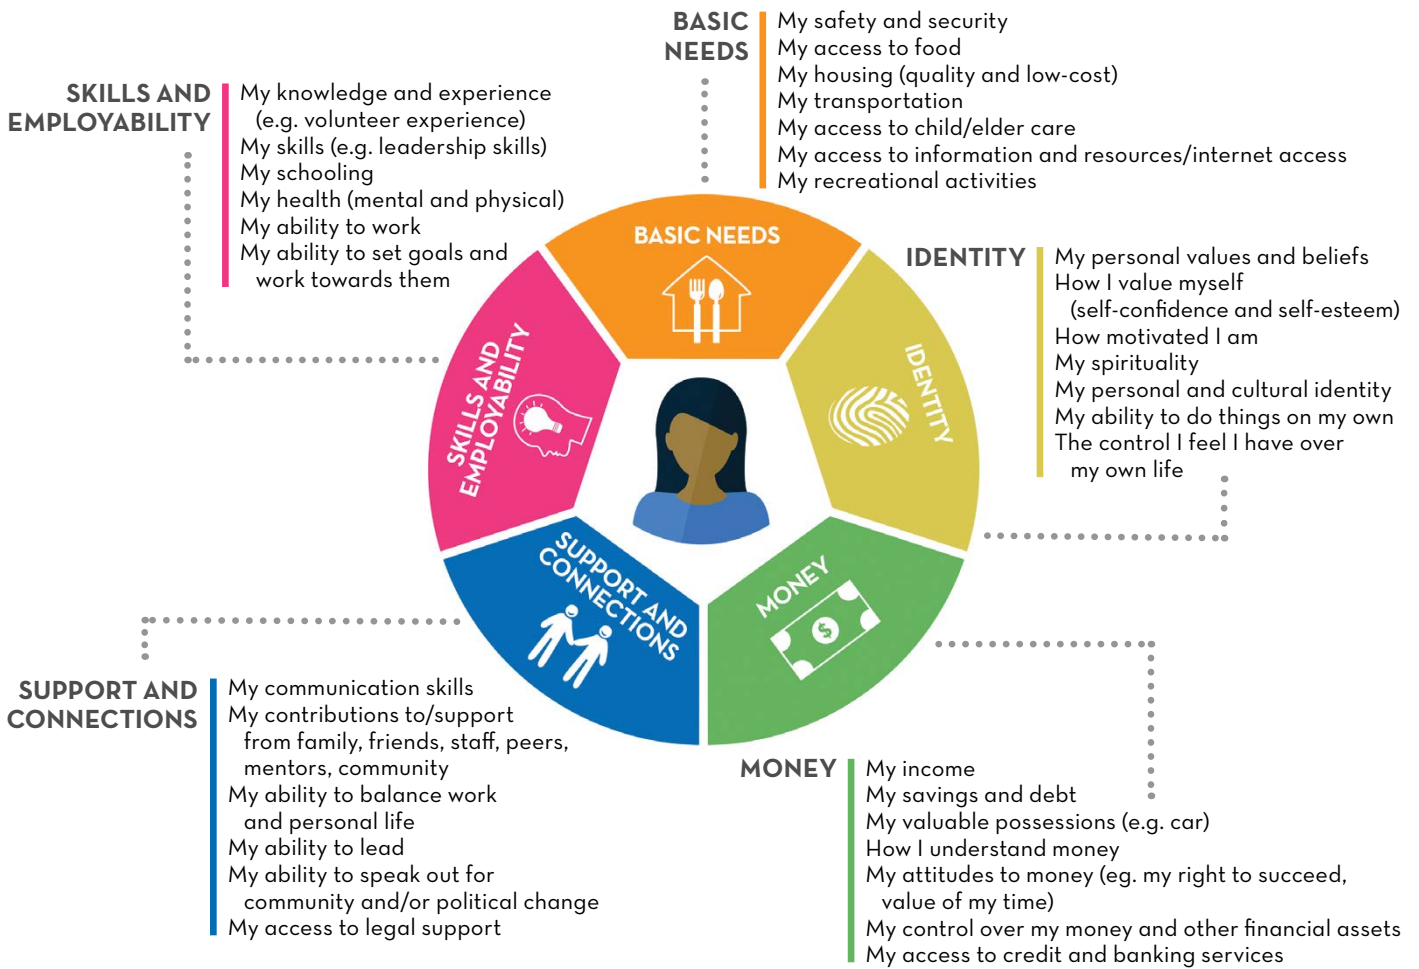 BASIC
NEEDS
My safety and security
My access to food
My housing (quality and low-cost)
My transportation
My access to child/elder care
My access to information and resources/internet access
My recreational activities
SKILLS AND
EMPLOYABILITY
My knowledge and experience
(e.g. volunteer experience)
My skills (e.g. leadership skills)
My schooling
My health (mental and physical)
My ability to work
My ability to set goals and
work towards them
BASIC NEEDS
IDENTITY
My personal values and beliefs
How I value myself
(self-confidence and self-esteem)
How motivated I am
My spirituality
My personal and cultural identity
My ability to do things on my own
The control I feel I have over
my own life
SKILLS AND
EMPLOYABILITY
IDENTITY
SUPPORT AND
CONNECTIONS
MONEY
$
SUPPORT AND
CONNECTIONS
My communication skills
My contributions to/support
from family, friends, staff, peers,
mentors, community
My ability to balance work
and personal life
My ability to lead
My ability to speak out for
community and/or political change
My access to legal support
MONEY
My income
My savings and debt
My valuable possessions (e.g. car)
How I understand money
My attitudes to money (eg. my right to succeed,
value of my time)
My control over my money and other financial assets
My access to credit and banking services